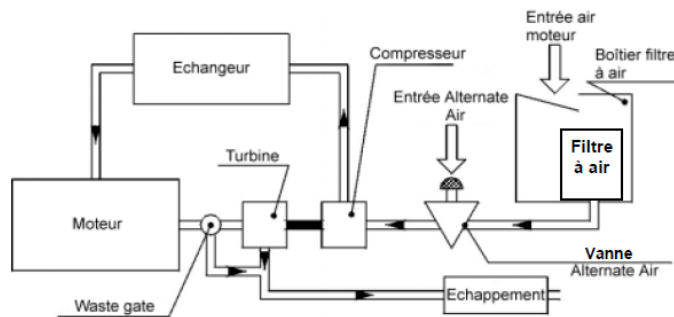 Entrée air
moteur
Boîtier filtre
à air
Echangeur
Compresseur
Entrée Alternate
Air
Filtre
à air
Turbine
Moteur
Vanne
Alternate Air
Waste gate
Echappement